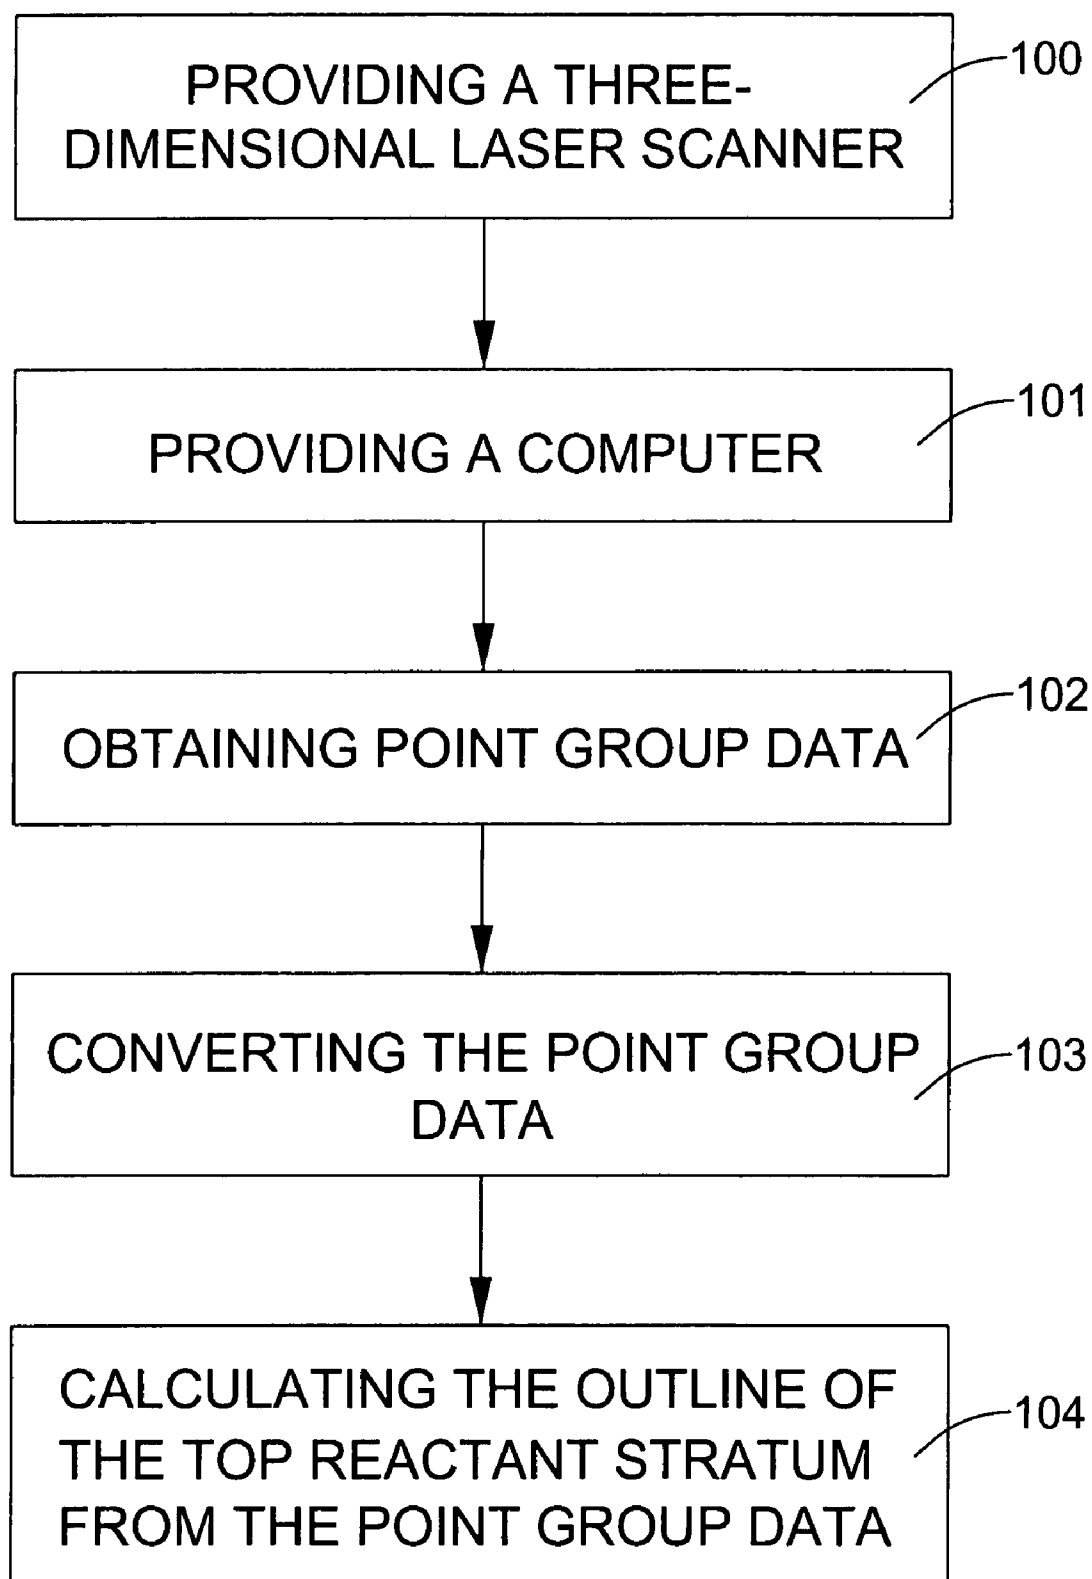 PROVIDING A THREE-
DIMENSIONAL LASER SCANNER
100
PROVIDING A COMPUTER
101
OBTAINING POINT GROUP DATA
102
CONVERTING THE POINT GROUP
DATA
103
CALCULATING THE OUTLINE OF
THE TOP REACTANT STRATUM
FROM THE POINT GROUP DATA
104